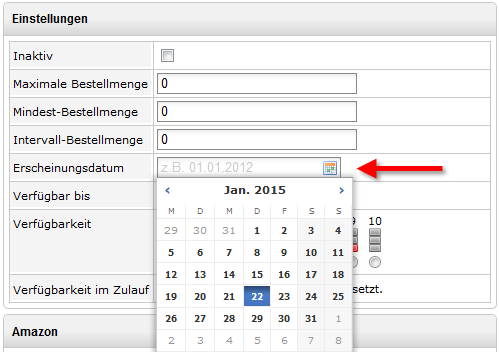 Einstellungen
Inaktiv
Maximale Bestellmenge 0
Mindest-Bestellmenge 0
Intervall-Bestellmenge 0
Erscheinungsdatum z.B. 01.01.2012
Verfügbar bis
‹ Jan. 2015 ›
M D M D F S S
29 30 31 1 2 3 4
5 6 7 8 9 10 11
12 13 14 15 16 17 18
19 20 21 22 23 24 25
26 27 28 29 30 31 1
2 3 4 5 6 7 8
Verfügbarkeit 9 10
Verfügbarkeit im Zulauf setzt.
Amazon